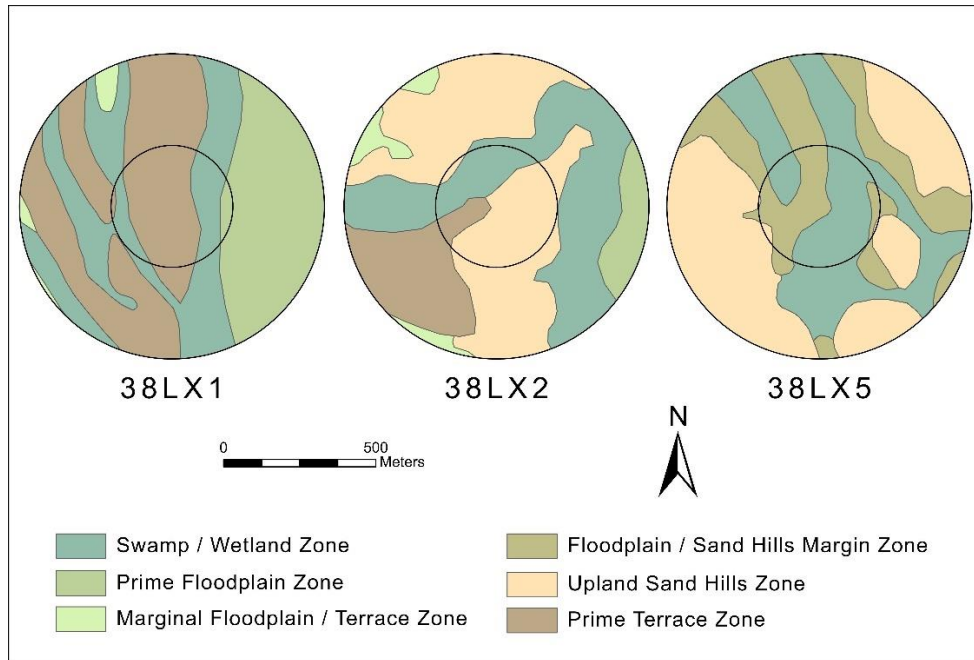 38LX1
38LX2
38LX5
0
500
Meters
N
Swamp / Wetland Zone
Prime Floodplain Zone
Marginal Floodplain / Terrace Zone
Floodplain / Sand Hills Margin Zone
Upland Sand Hills Zone
Prime Terrace Zone